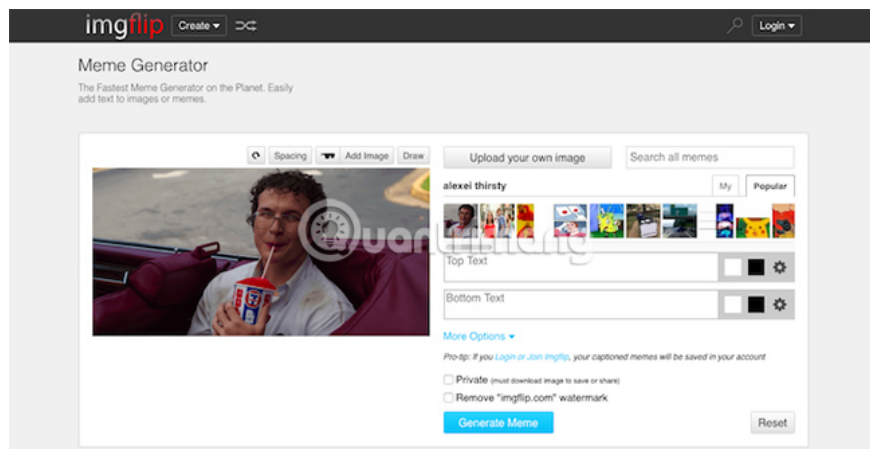 imgflip Create Login
Meme Generator
The Fastest Meme Generator on the Planet. Easily
add text to images or memes.
Spacing Add Image Draw
Upload your own image Search all memes
alexei thirsty My Popular
Quantrimang
Top Text
Bottom Text
More Options
Pro-tip: If you Login or Join Imgflip, your captioned memes will be saved in your account
Private (must download image to save or share)
Remove "imgflip.com" watermark
Generate Meme Reset